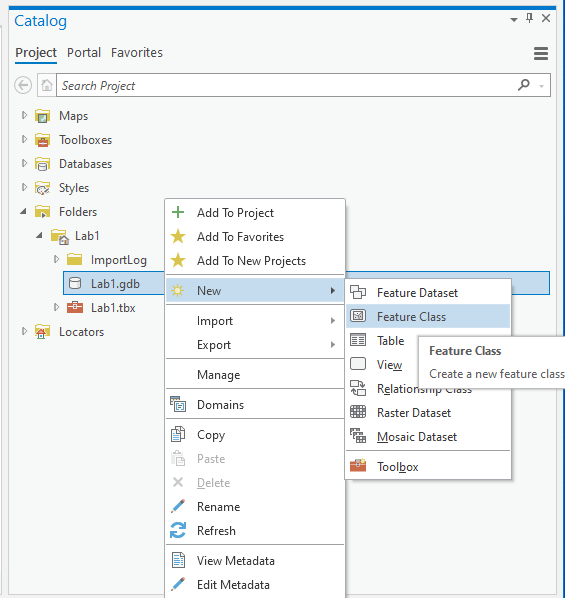 Catalog
Project Portal Favorites
Search Project
Maps
Toolboxes
Databases
Styles
Folders
Lab1
ImportLog
Lab1.gdb
Lab1.tbx
Locators
Add To Project
Add To Favorites
Add To New Projects
New
Import
Export
Manage
Domains
Copy
Paste
Delete
Rename
Refresh
View Metadata
Edit Metadata
Feature Dataset
Feature Class
Table
View
Relationship Class
Raster Dataset
Mosaic Dataset
Toolbox
Feature Class
Create a new feature class